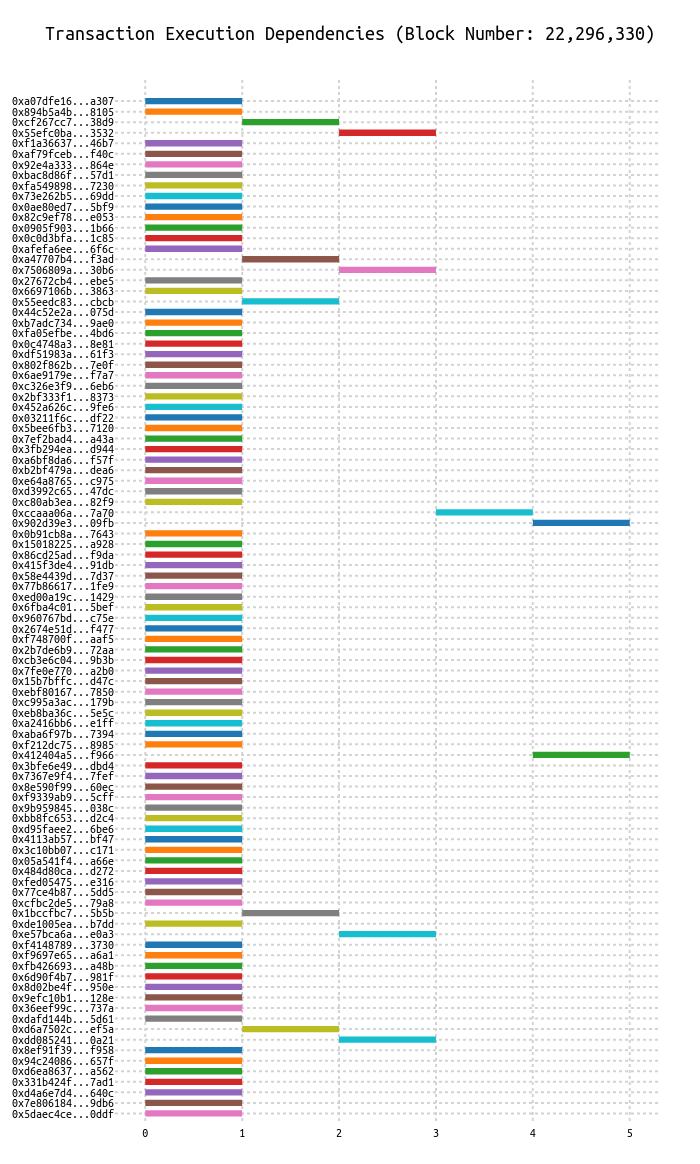 Transaction Execution Dependencies (Block Number: 22,296,330)
0xa07dfe16...a307
0x894b5a4b...8105
0xcf267cc7...38d9
0x55efc0ba...3532
0xf1a36637...46b7
0xaf79fceb...f40c
0x92e4a333...864e
0xbac8d86f...57d1
0xfa549898...7230
0x73e262b5...69dd
0x0ae80ed7...5bf9
0x82c9ef78...e053
0x0905f903...1b66
0x0c0d3bfa...1c85
0xafefa6ee...6f6c
0xa47707b4...f3ad
0x7506809a...30b6
0x27672cb4...ebe5
0x6697106b...3863
0x55eedc83...cbcb
0x44c52e2a...075d
0xb7adc734...9ae0
0xfa05efbe...4bd6
0x0c4748a3...8e81
0xdf51983a...61f3
0x802f862b...7e0f
0x6ae9179e...f7a7
0xc326e3f9...6eb6
0x2bf333f1...8373
0x452a626c...9fe6
0x03211f6c...df22
0x5bee6fb3...7120
0x7ef2bad4...a43a
0x3fb294ea...d944
0xa6bf8da6...f57f
0xb2bf479a...dea6
0xe64a8765...c975
0xd3992c65...47dc
0xc80ab3ea...82f9
0xccaaa06a...7a70
0x902d39e3...09fb
0x0b91cb8a...7643
0x15018225...a928
0x86cd25ad...f9da
0x415f3de4...91db
0x58e4439d...7d37
0x77b86617...1fe9
0xed00a19c...1429
0x6fba4c01...5bef
0x960767bd...c75e
0x2674e51d...f477
0xf748700f...aaf5
0x2b7de6b9...72aa
0xcb3e6c04...9b3b
0x7fe0e770...a2b0
0x15b7bffc...d47c
0xebf80167...7850
0xc995a3ac...179b
0xeb8ba36c...5e5c
0xa2416bb6...e1ff
0xaba6f97b...7394
0xf212dc75...8985
0x412404a5...f966
0x3bfe6e49...dbd4
0x7367e9f4...7fef
0x8e590f99...60ec
0xf9339ab9...5cff
0x9b959845...038c
0xbb8fc653...d2c4
0xd95faee2...6be6
0x4113ab57...bf47
0x3c10bb07...c171
0x05a541f4...a66e
0x484d80ca...d272
0xfed05475...e316
0x77ce4b87...5dd5
0xcfbc2de5...79a8
0x1bccfbc7...5b5b
0xde1005ea...b7dd
0xe57bca6a...e0a3
0xf4148789...3730
0xf9697e65...a6a1
0xfb426693...a48b
0x6d90f4b7...981f
0x8d02be4f...950e
0x9efc10b1...128e
0x36eef99c...737a
0xdafd144b...5d61
0xd6a7502c...ef5a
0xdd085241...0a21
0x8ef91f39...f958
0x94c24086...657f
0xd6ea8637...a562
0x331b424f...7ad1
0xd4a6e7d4...640c
0x7e806184...9db6
0x5daec4ce...0ddf
0 1 2 3 4 5